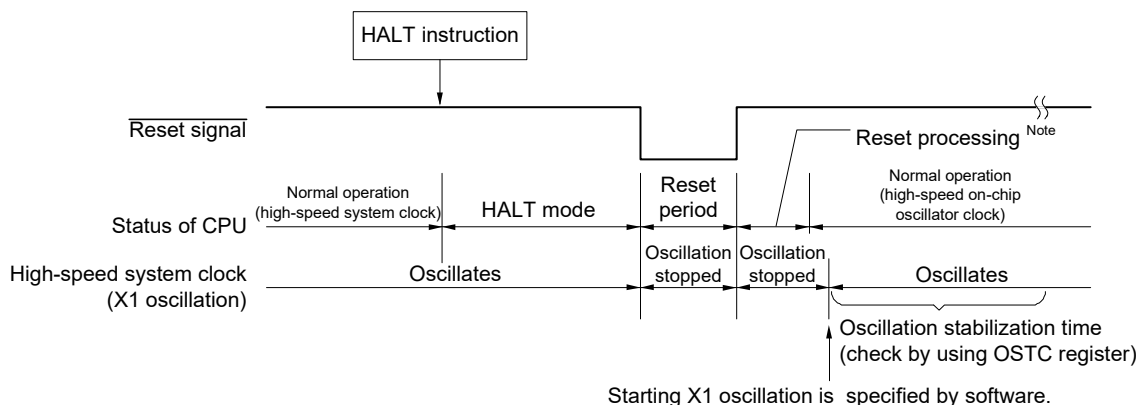 HALT instruction
Reset signal
Reset processing Note
Normal operation
(high-speed system clock)
HALT mode
Reset
period
Normal operation
(high-speed on-chip
oscillator clock)
Status of CPU
High-speed system clock
(X1 oscillation)
Oscillates
Oscillation
stopped
Oscillation
stopped
Oscillates
Oscillation stabilization time
(check by using OSTC register)
Starting X1 oscillation is specified by software.